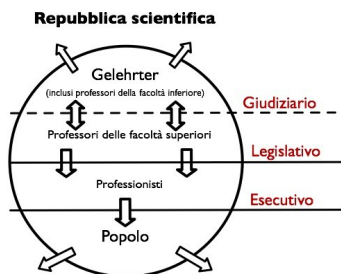 Repubblica scientifica
Gelehrter
(inclusi professori della facoltà inferiore)
Giudiziario
Professori delle facoltà superiori
Legislativo
Professionisti
Esecutivo
Popolo